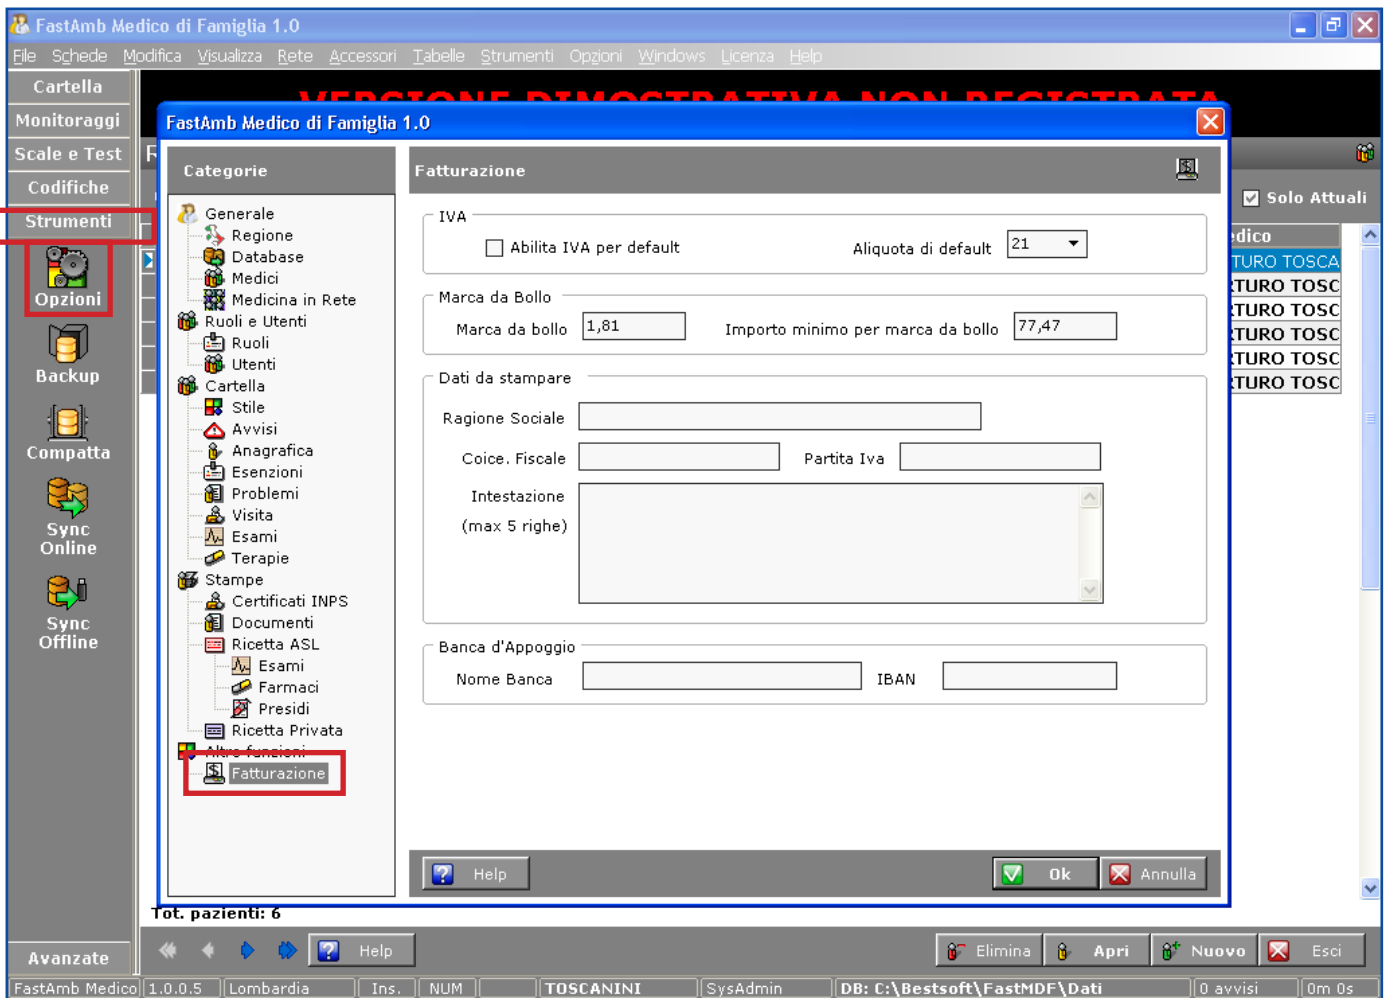 FastAmb Medico di Famiglia 1.0
File Schede Modifica Visualizza Rete Accessori Tabelle Strumenti Opzioni Windows Licenza Help
Cartella
Monitoraggi
Scale e Test
Codifiche
Strumenti
Opzioni
Backup
Compatta
Sync
Online
Sync
Offline
Avanzate
VERSIONE DIMOSTRATIVA NON REGISTRATA
Solo Attuali
edico
TURO TOSCA
TURO TOSC
TURO TOSC
TURO TOSC
TURO TOSC
TURO TOSC
FastAmb Medico di Famiglia 1.0
Categorie
Generale
Regione
Database
Medici
Medicina in Rete
Ruoli e Utenti
Ruoli
Utenti
Cartella
Stile
Avvisi
Anagrafica
Esenzioni
Problemi
Visita
Esami
Terapie
Stampe
Certificati INPS
Documenti
Ricetta ASL
Esami
Farmaci
Presidi
Ricetta Privata
Altre funzioni
Fatturazione
Fatturazione
IVA
Abilita IVA per default Aliquota di default 21
Marca da Bollo
Marca da bollo 1,81 Importo minimo per marca da bollo 77,47
Dati da stampare
Ragione Sociale
Coice. Fiscale Partita Iva
Intestazione
(max 5 righe)
Banca d'Appoggio
Nome Banca IBAN
Help Ok Annulla
Tot. pazienti: 6
Help Elimina Apri Nuovo Esci
FastAmb Medico 1.0.0.5 Lombardia Ins. NUM TOSCANINI SysAdmin DB: C:\Bestsoft\FastMDF\Dati 0 avvisi 0m 0s